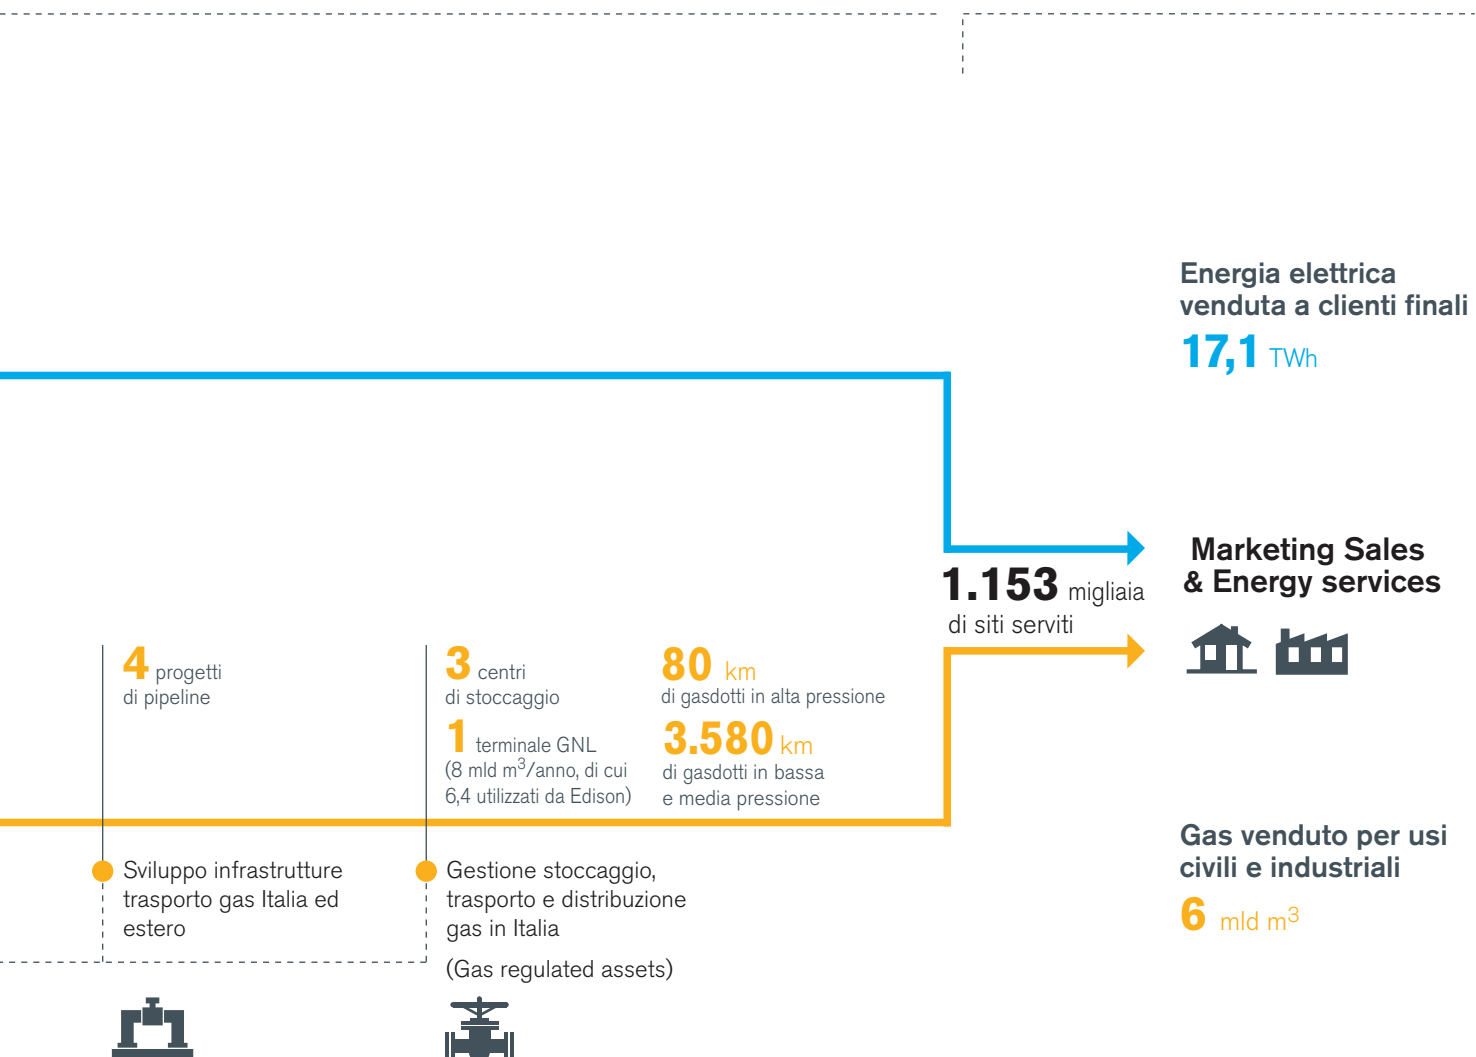 Energia elettrica
venduta a clienti finali
17,1 TWh
Marketing Sales
& Energy services
1.153 migliaia
di siti serviti
4 progetti
di pipeline
3 centri
di stoccaggio
1 terminale GNL
(8 mld m³/anno, di cui
6,4 utilizzati da Edison)
80 km
di gasdotti in alta pressione
3.580 km
di gasdotti in bassa
e media pressione
Sviluppo infrastrutture
trasporto gas Italia ed
estero
Gestione stoccaggio,
trasporto e distribuzione
gas in Italia
(Gas regulated assets)
Gas venduto per usi
civili e industriali
6 mld m³